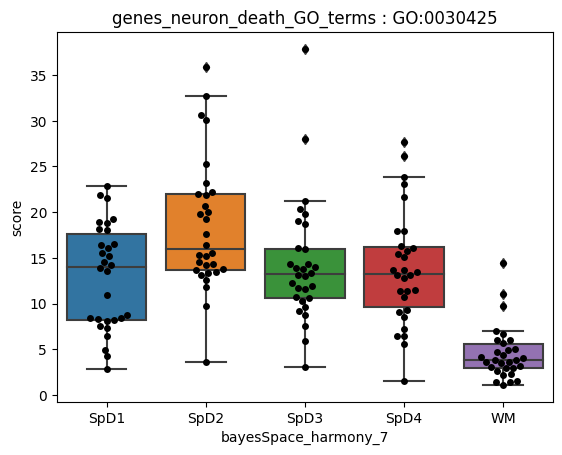 genes_neuron_death_GO_terms : GO:0030425
score
35
30
25
20
15
10
5
0
SpD1 SpD2 SpD3 SpD4 WM
bayesSpace_harmony_7